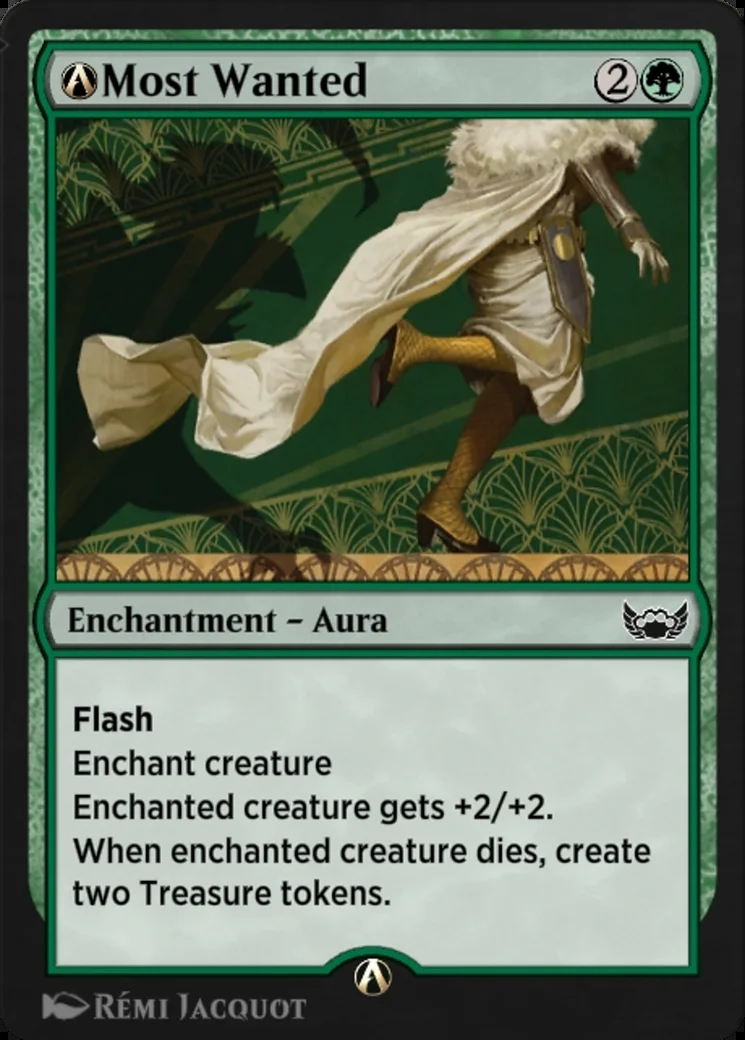 Most Wanted 2
Enchantment – Aura
Flash
Enchant creature
Enchanted creature gets +2/+2.
When enchanted creature dies, create
two Treasure tokens.
RÉMI JACQUOT